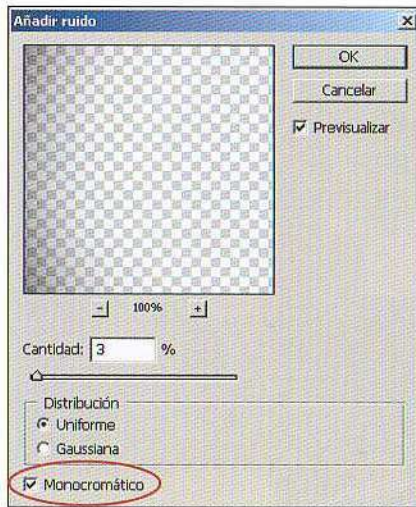 Añadir ruido
OK
Cancelar
Previsualizar
- 100% +
Cantidad: 3 %
Distribución
Uniforme
Gaussiana
Monocromático